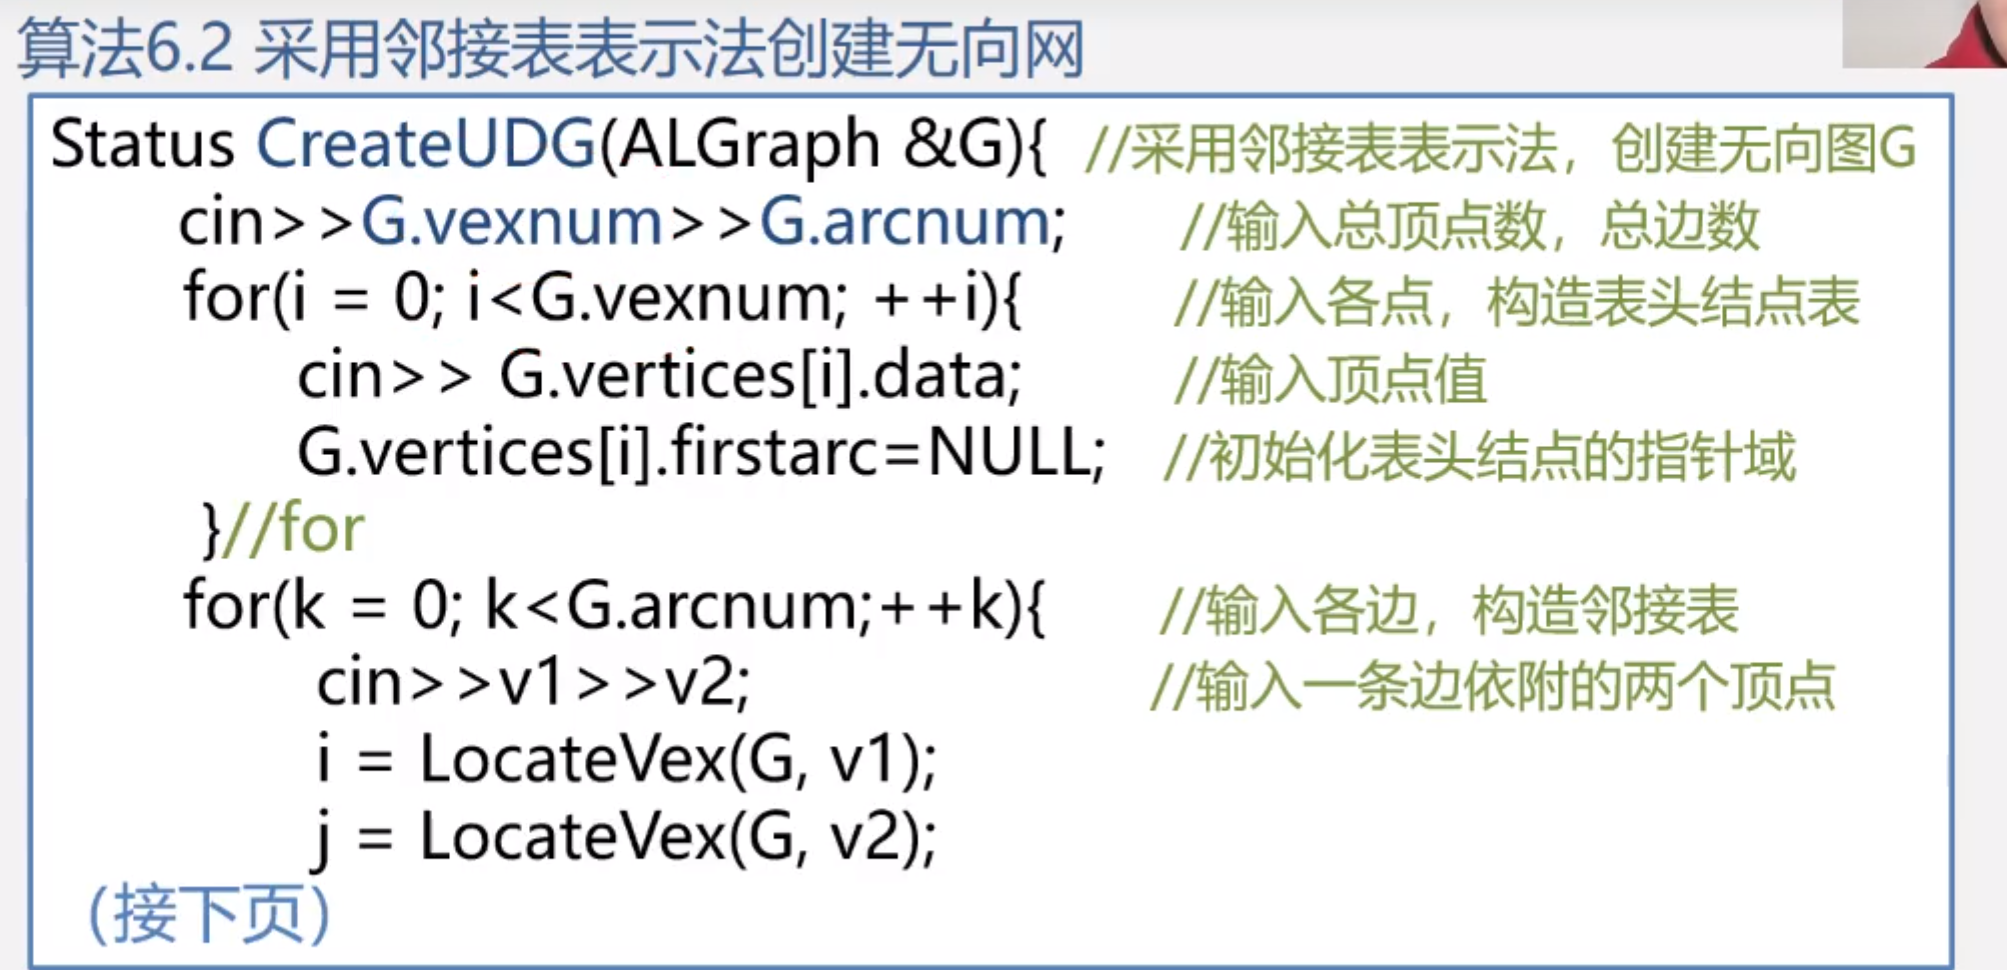 算法6.2 采用邻接表表示法创建无向网
Status CreateUDG(ALGraph &G){ //采用邻接表表示法，创建无向图G
cin>>G.vexnum>>G.arcnum; //输入总顶点数，总边数
for(i = 0; i<G.vexnum; ++i){ //输入各点，构造表头结点表
cin>> G.vertices[i].data; //输入顶点值
G.vertices[i].firstarc=NULL; //初始化表头结点的指针域
}//for
for(k = 0; k<G.arcnum;++k){ //输入各边，构造邻接表
cin>>v1>>v2; //输入一条边依附的两个顶点
i = LocateVex(G, v1);
j = LocateVex(G, v2);
（接下页）